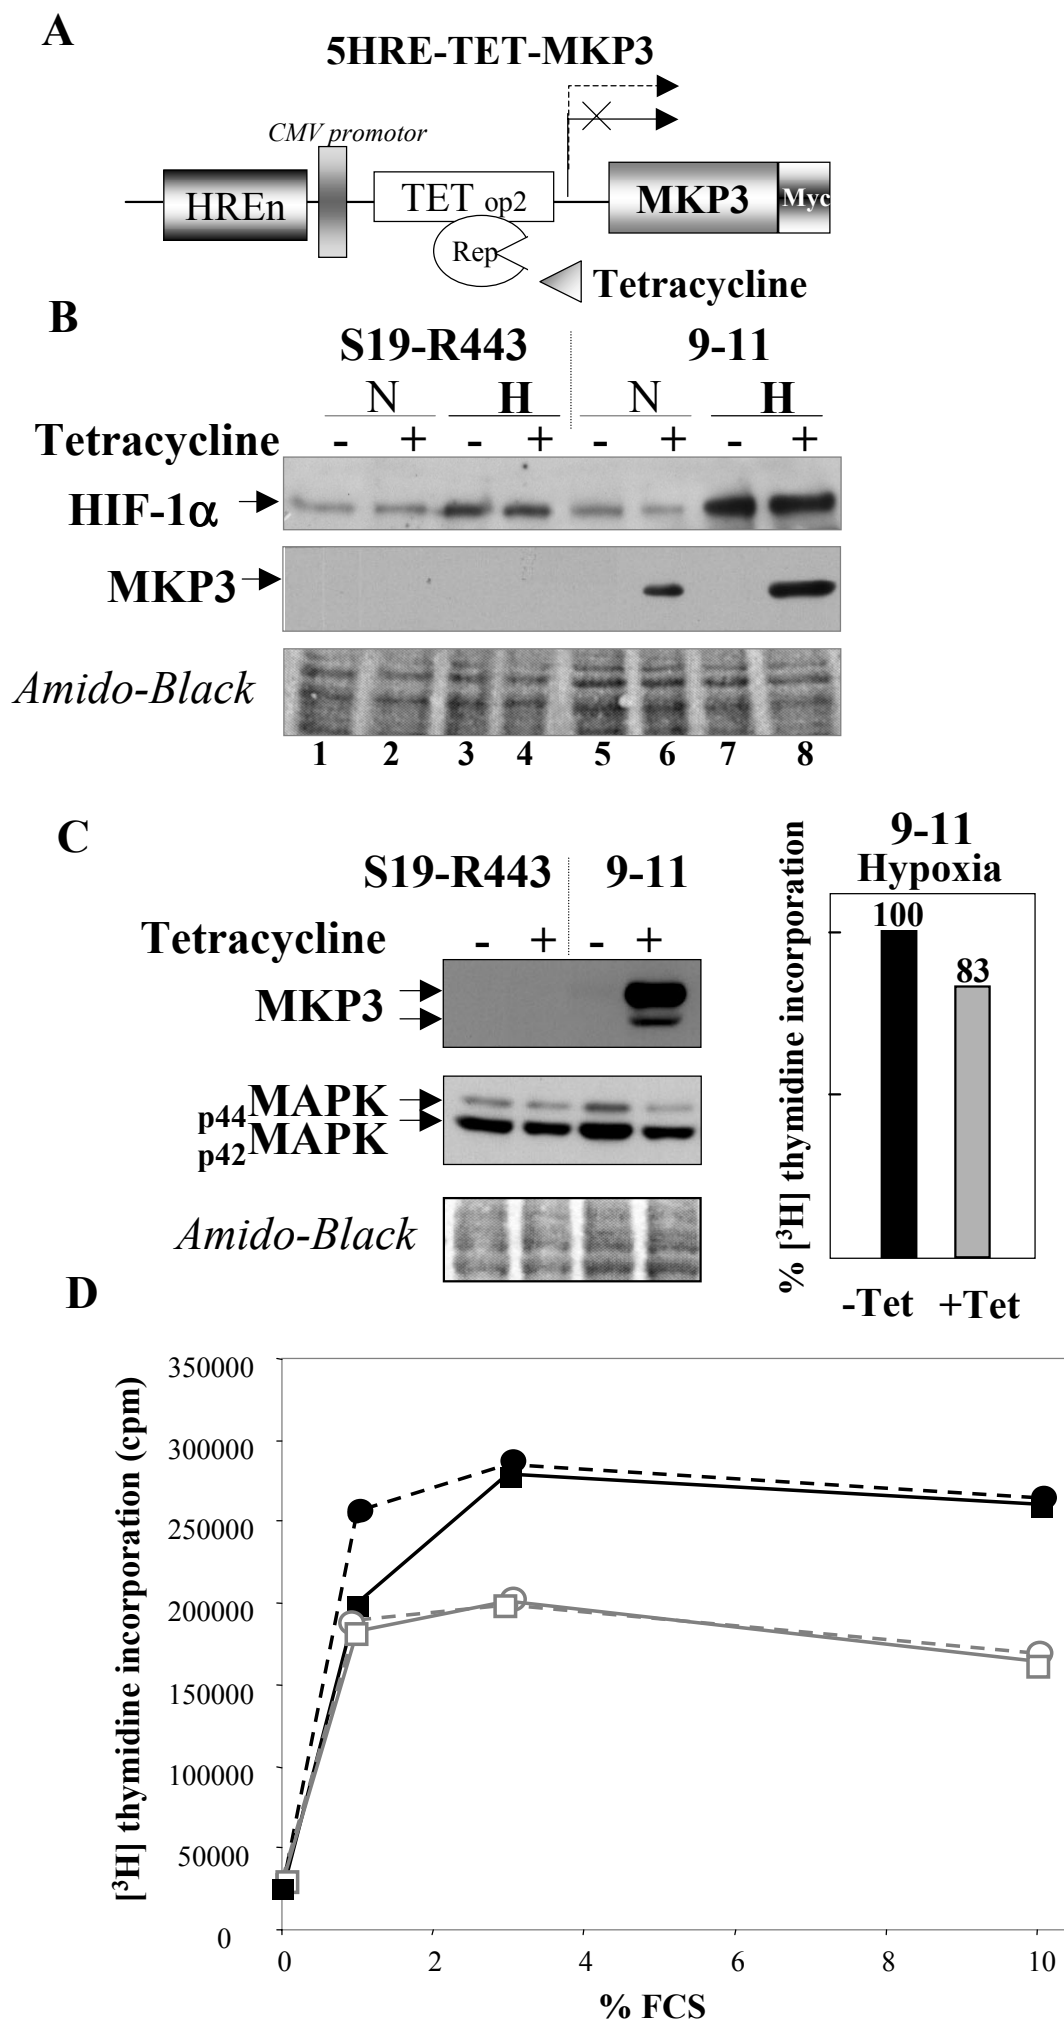 A
5HRE-TET-MKP3
CMV promotor
HREn
TET op2
MKP3
Myc
Rep
Tetracycline
B
S19-R443
9-11
N
H
N
H
Tetracycline
- + - + - + - +
HIF-1α
MKP3
Amido-Black
1 2 3 4 5 6 7 8
C
S19-R443
9-11
Tetracycline
- + - +
MKP3
p44MAPK
p42MAPK
Amido-Black
9-11
Hypoxia
100
83
% [³H] thymidine incorporation
-Tet +Tet
D
350000
300000
250000
200000
150000
100000
50000
0
[³H] thymidine incorporation (cpm)
0 2 4 6 8 10
% FCS